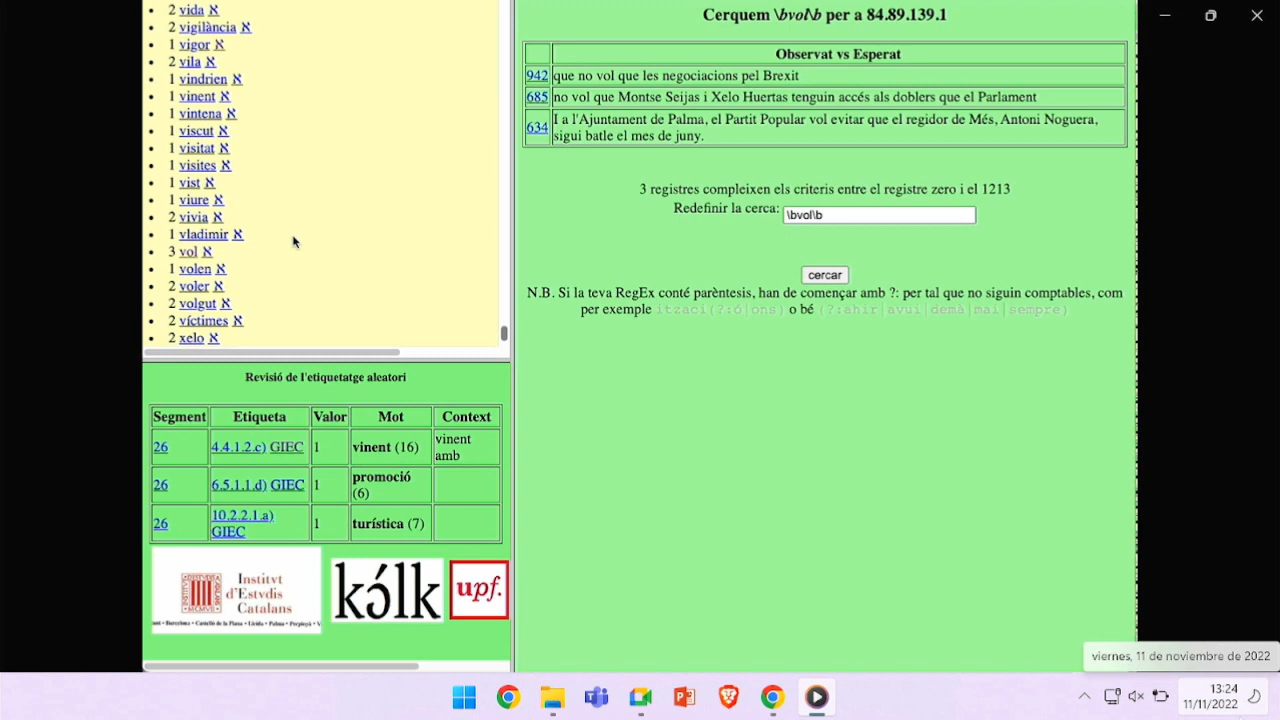 2 vida א
2 vigilància א
1 vigor א
2 vila א
1 vindrien א
1 vinent א
1 vintena א
1 viscut א
1 visitat א
1 visites א
1 vist א
1 viure א
2 vivia א
1 vladimir א
3 vol א
1 volen א
2 voler א
2 volgut א
2 víctimes א
2 xelo א
Revisió de l'etiquetatge aleatori
Segment Etiqueta Valor Mot Context
26 4.4.1.2.c) GIEC 1 vinent (16) vinent
amb
26 6.5.1.1.d) GIEC 1 promoció
(6)
26 10.2.2.1.a)
GIEC 1 turística (7)
Institvt
d'Estvdis
Catalans
kólk
upf.
Cerquem \bvol\b per a 84.89.139.1
Observat vs Esperat
942 que no vol que les negociacions pel Brexit
685 no vol que Montse Seijas i Xelo Huertas tenguin accés als doblers que el Parlament
634 I a l'Ajuntament de Palma, el Partit Popular vol evitar que el regidor de Més, Antoni Noguera,
sigui batle el mes de juny.
3 registres compleixen els criteris entre el registre zero i el 1213
Redefinir la cerca: \bvol\b
cercar
N.B. Si la teva RegEx conté parèntesis, han de començar amb ?: per tal que no siguin comptables, com
per exemple itzaci(?:ó|ons) o bé (?:ahir|avui|demà|mai|sempre)
viernes, 11 de noviembre de 2022
13:24
11/11/2022